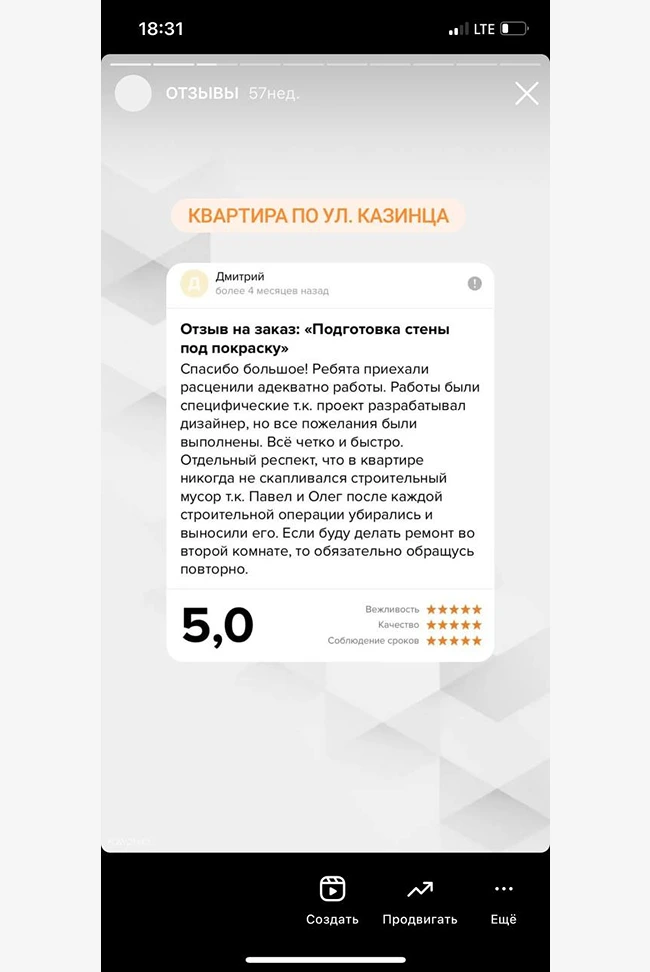 18:31
LTE
ОТЗЫВЫ 57нед.
КВАРТИРА ПО УЛ. КАЗИНЦА
Д
Дмитрий
более 4 месяцев назад
Отзыв на заказ: «Подготовка стены
под покраску»
Спасибо большое! Ребята приехали
расценили адекватно работы. Работы были
специфические т.к. проект разрабатывал
дизайнер, но все пожелания были
выполнены. Всё четко и быстро.
Отдельный респект, что в квартире
никогда не скапливался строительный
мусор т.к. Павел и Олег после каждой
строительной операции убирались и
выносили его. Если буду делать ремонт во
второй комнате, то обязательно обращусь
повторно.
5,0
Вежливость ★★★★★
Качество ★★★★★
Соблюдение сроков ★★★★★
Создать
Продвигать
Ещё